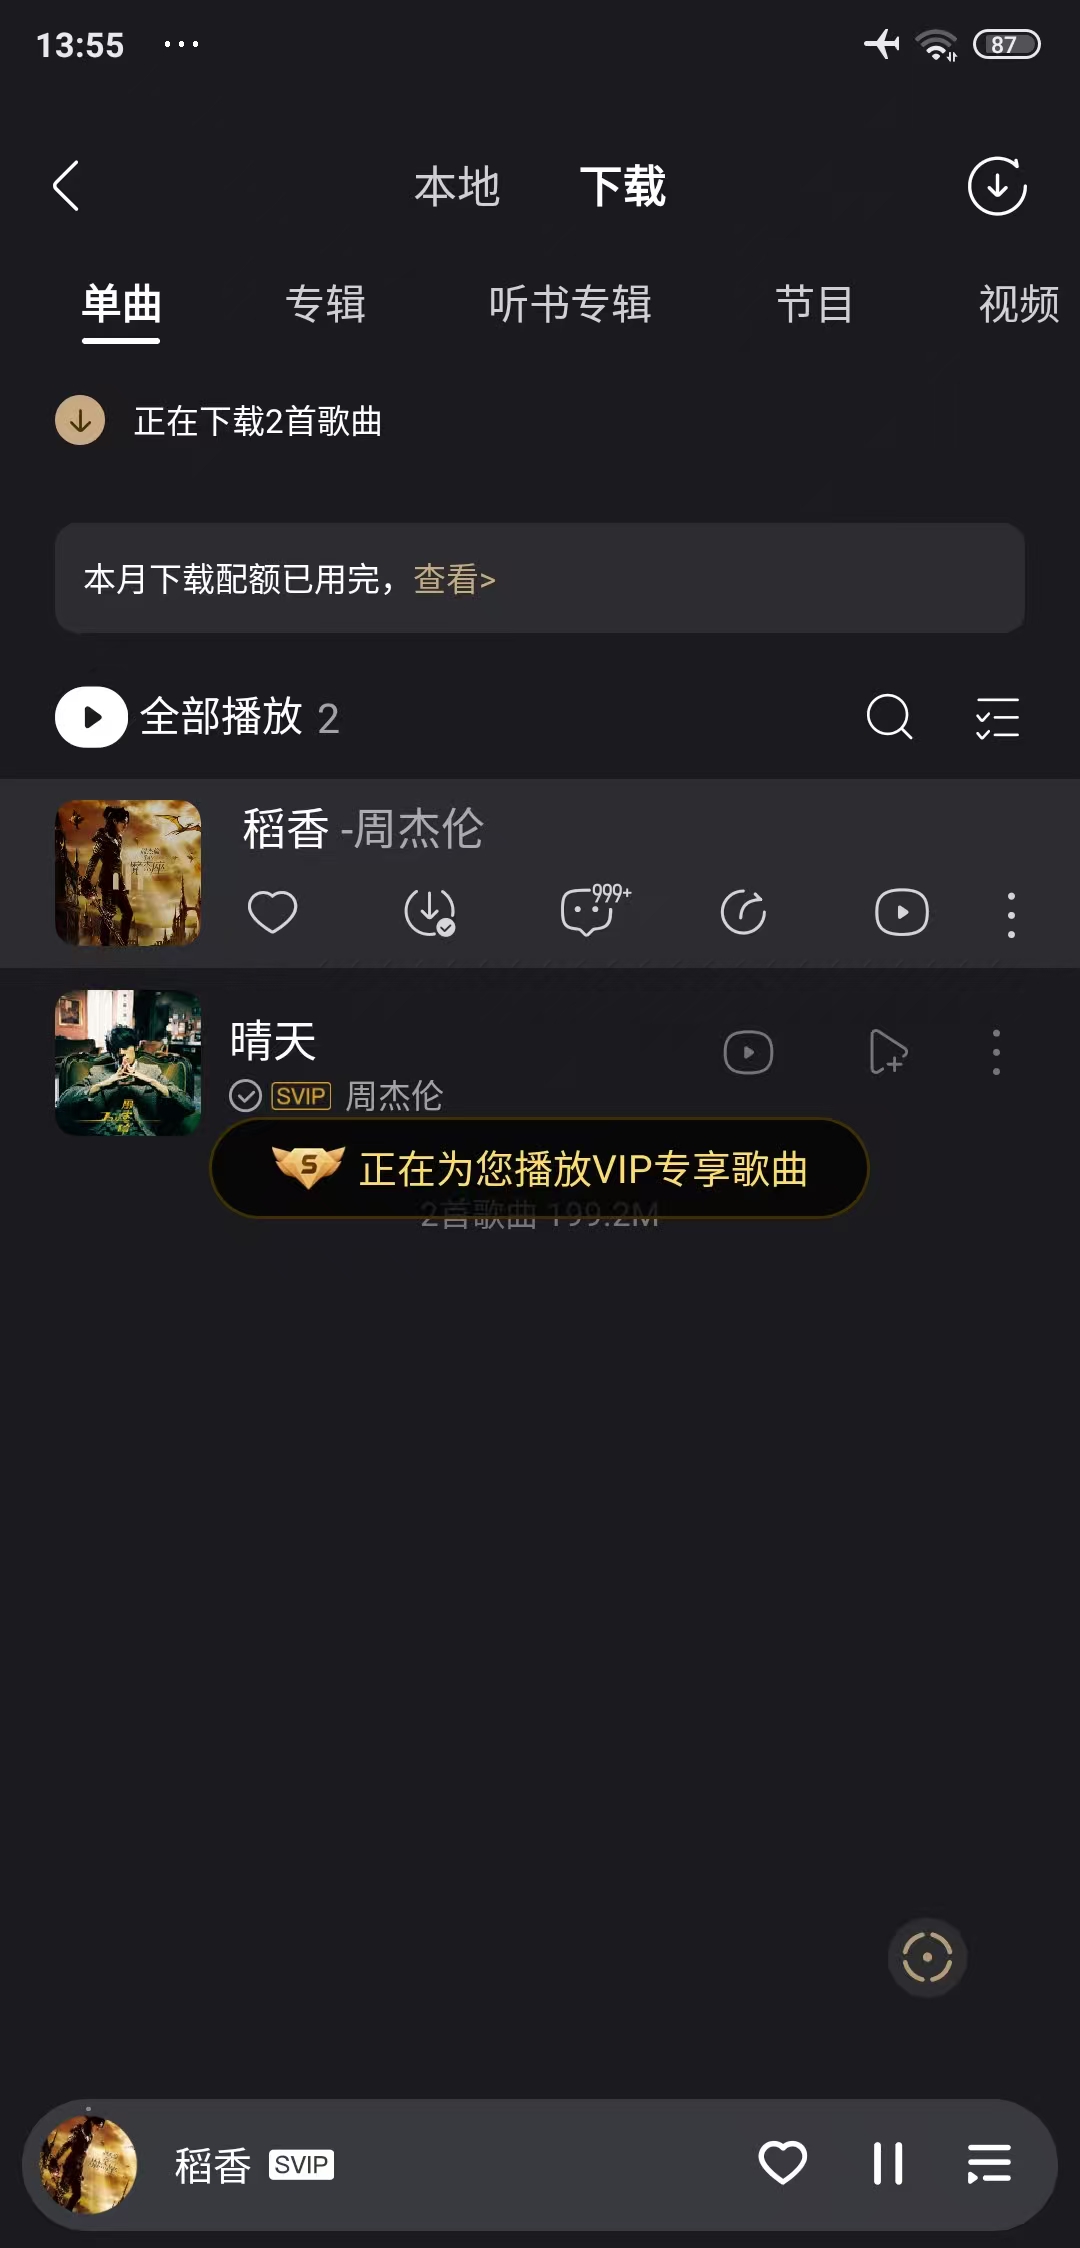 13:55 ... 87
本地 下载
单曲 专辑 听书专辑 节目 视频
正在下载2首歌曲
本月下载配额已用完，查看>
全部播放 2
稻香 -周杰伦
999+
晴天
SVIP 周杰伦
S 正在为您播放VIP专享歌曲
2首歌曲 199.2M
稻香 SVIP